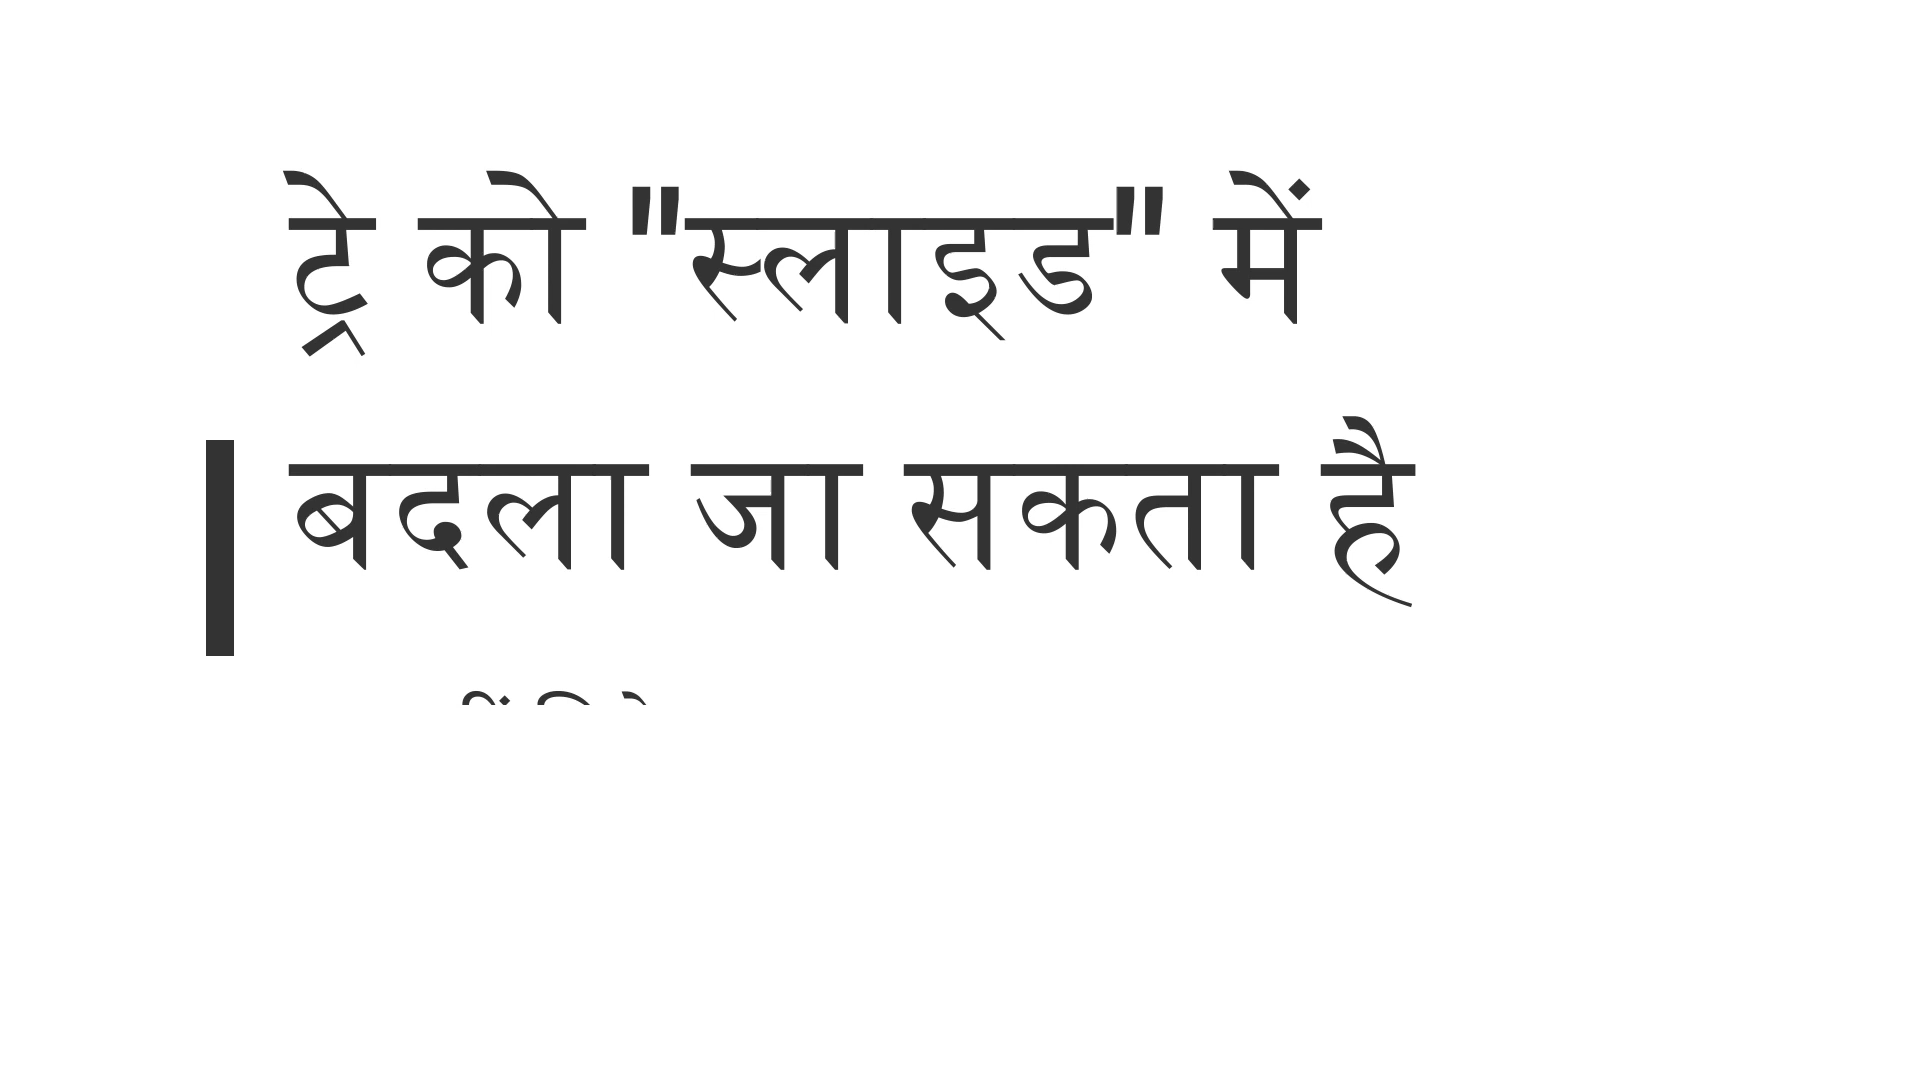 ट्रे को "स्लाइड" में
बदला जा सकता है